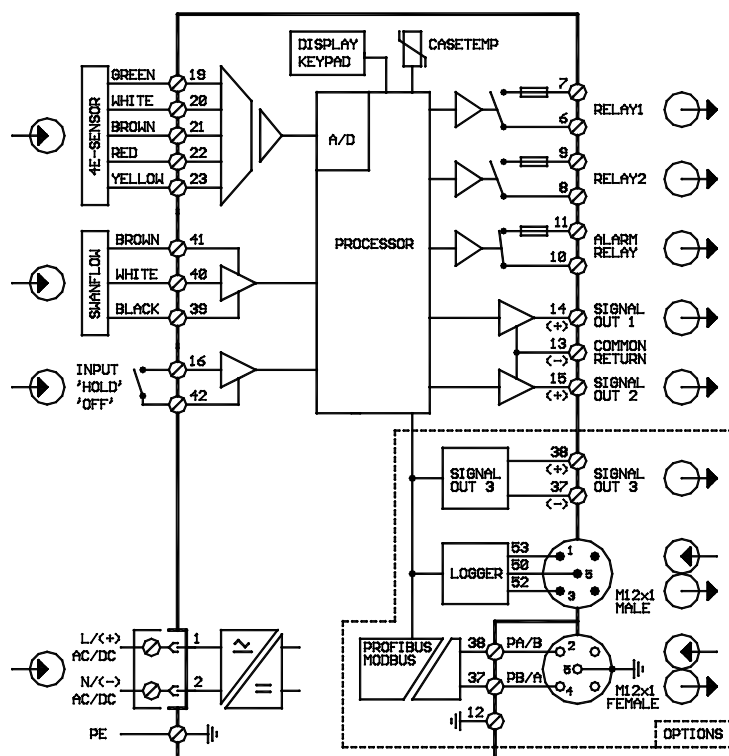 DISPLAY
KEYPAD
CASETEMP
4E-SENSOR
GREEN 19
WHITE 20
BROWN 21
RED 22
YELLOW 23
A/D
PROCESSOR
7
6
RELAY1
9
8
RELAY2
11
10
ALARM
RELAY
SWANFLOW
BROWN 41
WHITE 40
BLACK 39
14
(+)
SIGNAL
OUT 1
13
(-)
COMMON
RETURN
15
(+)
SIGNAL
OUT 2
INPUT
'HOLD'
'OFF'
16
42
SIGNAL
OUT 3
38
(+)
37
(-)
SIGNAL
OUT 3
LOGGER
53
50
52
1
5
3
M12x1
MALE
L/(+)
AC/DC
1
N/(-)
AC/DC
2
PE
PROFIBUS
MODBUS
38 PA/B
37 PB/A
2
5
4
M12x1
FEMALE
12
OPTIONS